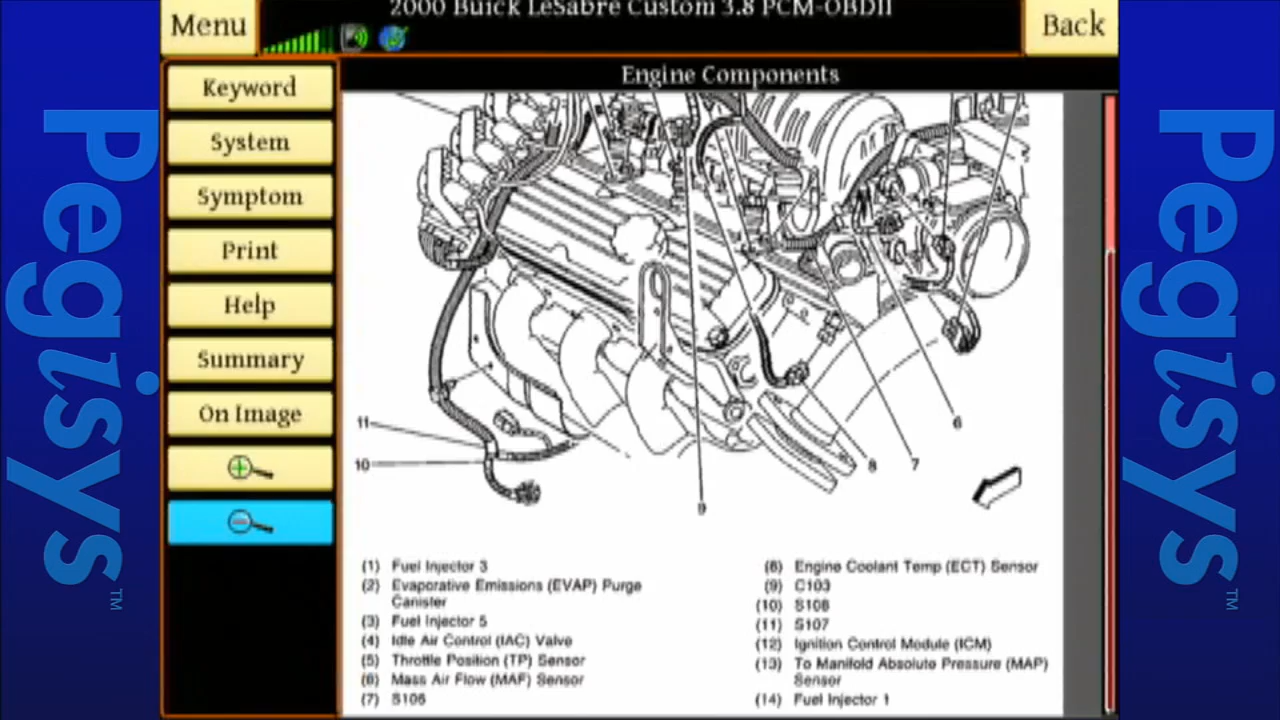 2000 Buick LeSabre Custom 3.8 PCM-OBDII
Menu
Back
Engine Components
Keyword
System
Symptom
Print
Help
Summary
On Image
Pegisys™
Pegisys™
11
10
9
8
7
6
(1) Fuel Injector 3
(2) Evaporative Emissions (EVAP) Purge
Canister
(3) Fuel Injector 5
(4) Idle Air Control (IAC) Valve
(5) Throttle Position (TP) Sensor
(6) Mass Air Flow (MAF) Sensor
(7) S106
(8) Engine Coolant Temp (ECT) Sensor
(9) C103
(10) S108
(11) S107
(12) Ignition Control Module (ICM)
(13) To Manifold Absolute Pressure (MAP)
Sensor
(14) Fuel Injector 1